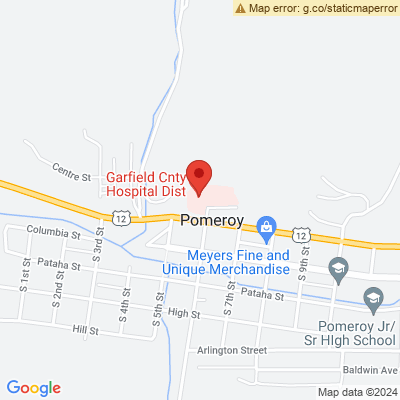 Map error: g.co/staticmaperror
Centre St
Garfield Cnty
Hospital Dist
12
Pomeroy
Columbia St
12
Meyers Fine and
Unique Merchandise
Pataha St
Pataha St
S 1st St
S 2nd St
S 3rd St
S 4th St
S 5th St
S 7th St
S 9th St
High St
Hill St
Pomeroy Jr/
Sr HIgh School
Arlington Street
Baldwin Ave
Google
Map data ©2024